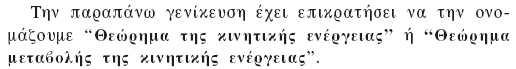 Την παραπάνω γενίκευση έχει επικρατήσει να την ονο-
μάζουμε “Θεώρημα της κινητικής ενέργειας” ή “Θεώρημα
μεταβολής της κινητικής ενέργειας”.